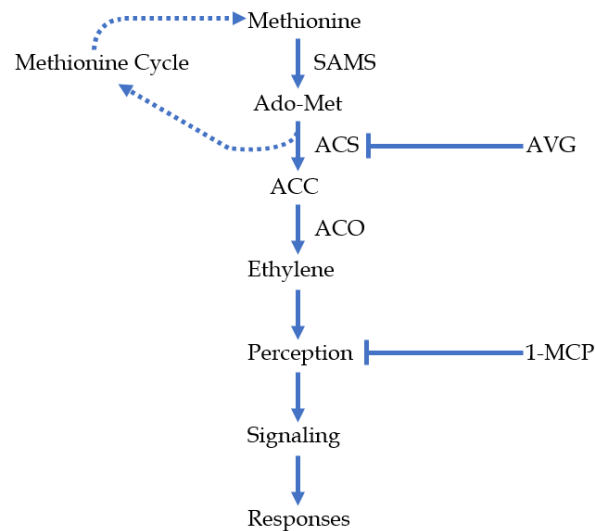 Methionine
Methionine Cycle
SAMS
Ado-Met
ACS
AVG
ACC
ACO
Ethylene
Perception
1-MCP
Signaling
Responses